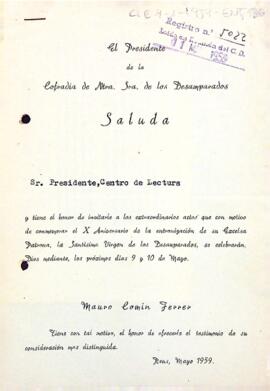 El Presidente
de la
Cofradía de Ntra. Sra. de los Desamparados
Saluda
Sr. Presidente, Centro de Lectura
y tiene el honor de invitarle a los extraordinarios actos que con motivo
de conmemorar el X Aniversario de la entronización de su Excelsa
Patrona, la Santísima Virgen de los Desamparados, se celebrarán,
Dios mediante, los próximos días 9 y 10 de Mayo.
Mauro Comín Ferrer
Tiene con tal motivo, el honor de ofrecerle el testimonio de su
consideración más distinguida.
Reus, Mayo 1959.
Registro n.º 5022
1959